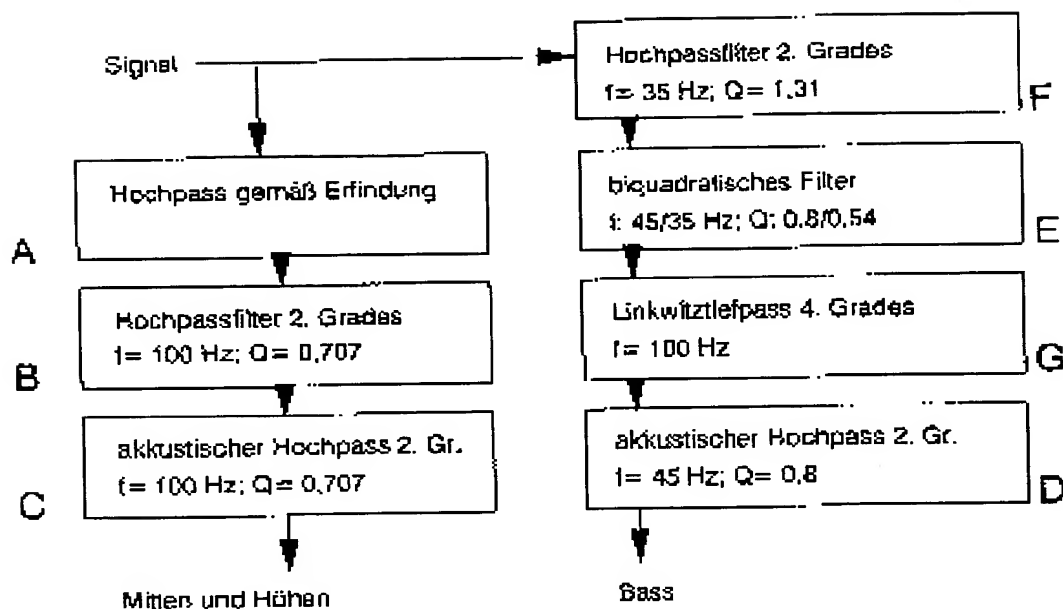 Signal
Hochpassfilter 2. Grades
f= 35 Hz; Q= 1.31
F
Hochpass gemäß Erfindung
A
biquadratisches Filter
f: 45/35 Hz; Q: 0.8/0.54
E
Hochpassfilter 2. Grades
f= 100 Hz; Q= 0.707
B
Linkwitztiefpass 4. Grades
f= 100 Hz
G
akkustischer Hochpass 2. Gr.
f= 100 Hz; Q= 0.707
C
akkustischer Hochpass 2. Gr.
f= 45 Hz; Q= 0,8
D
Mitten und Höhen
Bass